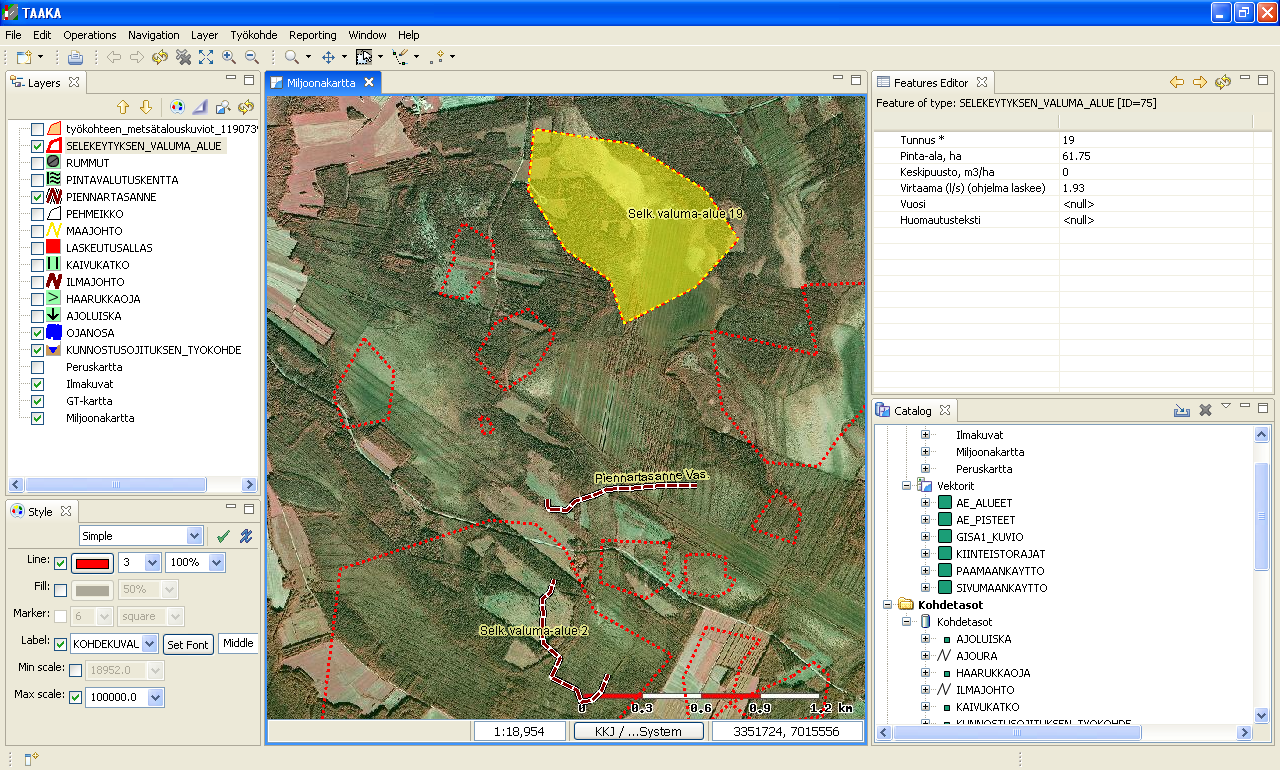 TAAKA
File Edit Operations Navigation Layer Työkohde Reporting Window Help
Layers
työkohteen_metsätalouskuviot_119073
SELEKEYTYKSEN_VALUMA_ALUE
RUMMUT
PINTAVALUTUSKENTTA
PIENNARTASANNE
PEHMEIKKO
MAAJOHTO
LASKEUTUSALLAS
KAIVUKATKO
ILMAJOHTO
HAARUKKAOJA
AJOLUISKA
OJANOSA
KUNNOSTUSOJITUKSEN_TYOKOHDE
Peruskartta
Ilmakuvat
GT-kartta
Miljoonakartta
Style
Simple
Line: 3 100%
Fill: 50%
Marker: 6 square
Label: KOHDEKUVAL Set Font Middle
Min scale: 18952.0
Max scale: 100000.0
Miljoonakartta
Selk. valuma-alue 19
Piennartasanne Vas.
Selk. valuma-alue 2
0 0.3 0.6 0.9 1.2 km
1:18,954 KKJ / ...System 3351724, 7015556
Features Editor
Feature of type: SELEKEYTYKSEN_VALUMA_ALUE [ID=75]
Tunnus * 19
Pinta-ala, ha 61.75
Keskipuusto, m3/ha 0
Virtaama (l/s) (ohjelma laskee) 1.93
Vuosi <null>
Huomautusteksti <null>
Catalog
Ilmakuvat
Miljoonakartta
Peruskartta
Vektorit
AE_ALUEET
AE_PISTEET
GISA1_KUVIO
KIINTEISTORAJAT
PAAMAANKAYTTO
SIVUMAANKAYTTO
Kohdetasot
Kohdetasot
AJOLUISKA
AJOURA
HAARUKKAOJA
ILMAJOHTO
KAIVUKATKO
KUNNOSTUSOJITUKSEN_TYOKOHDE